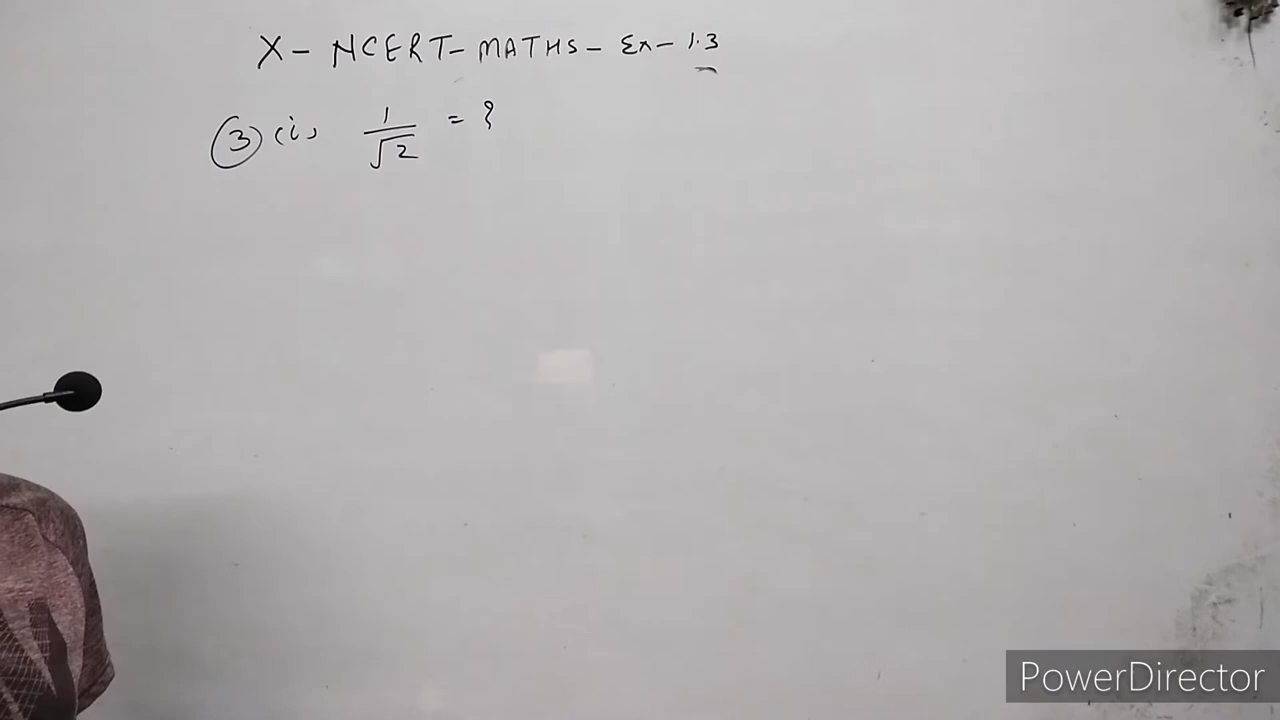 X - NCERT - MATHS - Ex - 1.3
③ (i) 1/√2 = ?
PowerDirector